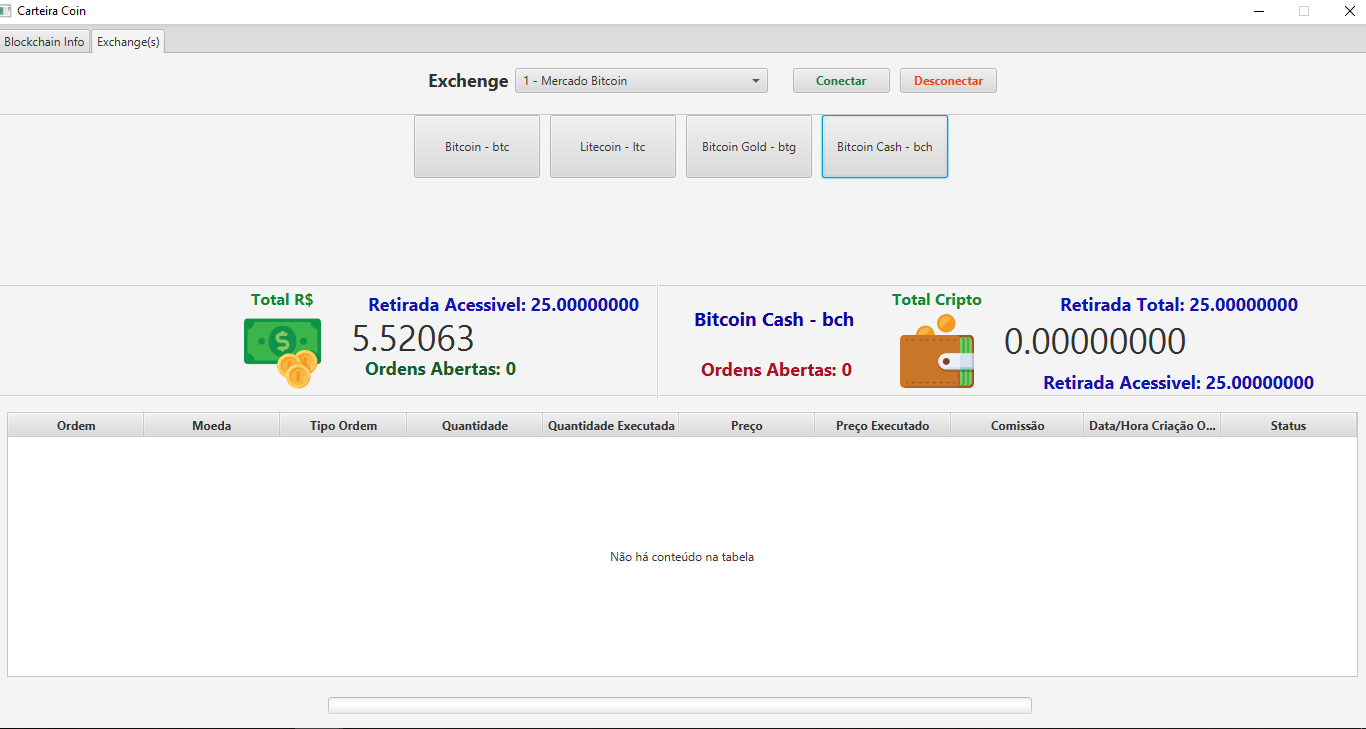 Carteira Coin
Blockchain Info Exchange(s)
Exchenge 1 - Mercado Bitcoin Conectar Desconectar
Bitcoin - btc Litecoin - ltc Bitcoin Gold - btg Bitcoin Cash - bch
Total R$
Retirada Acessivel: 25.00000000
$
5.52063
Ordens Abertas: 0
Bitcoin Cash - bch
Ordens Abertas: 0
Total Cripto
Retirada Total: 25.00000000
0.00000000
Retirada Acessivel: 25.00000000
Ordem Moeda Tipo Ordem Quantidade Quantidade Executada Preço Preço Executado Comissão Data/Hora Criação O... Status
Não há conteúdo na tabela